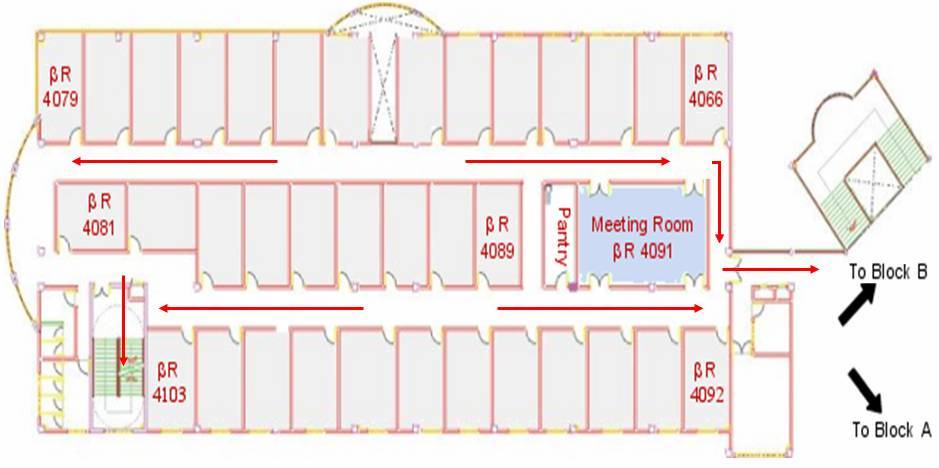 βR
4079
βR
4066
βR
4081
βR
4089
Pantry
Meeting Room
βR 4091
To Block B
βR
4103
βR
4092
To Block A